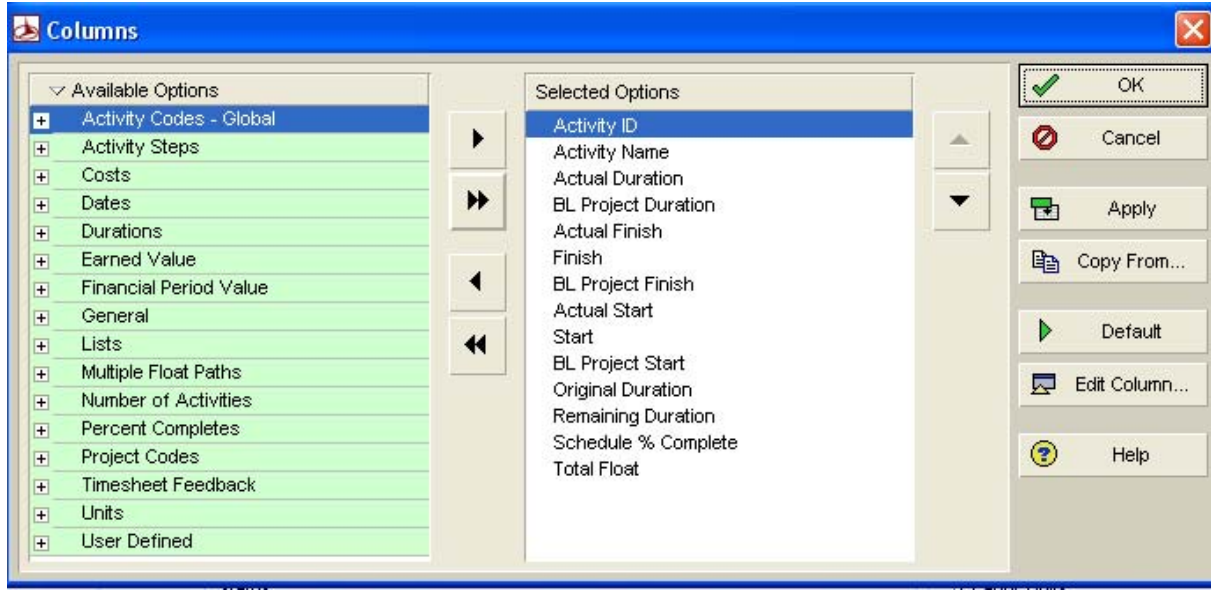 Columns
Available Options
Activity Codes - Global
Activity Steps
Costs
Dates
Durations
Earned Value
Financial Period Value
General
Lists
Multiple Float Paths
Number of Activities
Percent Completes
Project Codes
Timesheet Feedback
Units
User Defined
Selected Options
Activity ID
Activity Name
Actual Duration
BL Project Duration
Actual Finish
Finish
BL Project Finish
Actual Start
Start
BL Project Start
Original Duration
Remaining Duration
Schedule % Complete
Total Float
OK
Cancel
Apply
Copy From...
Default
Edit Column...
Help